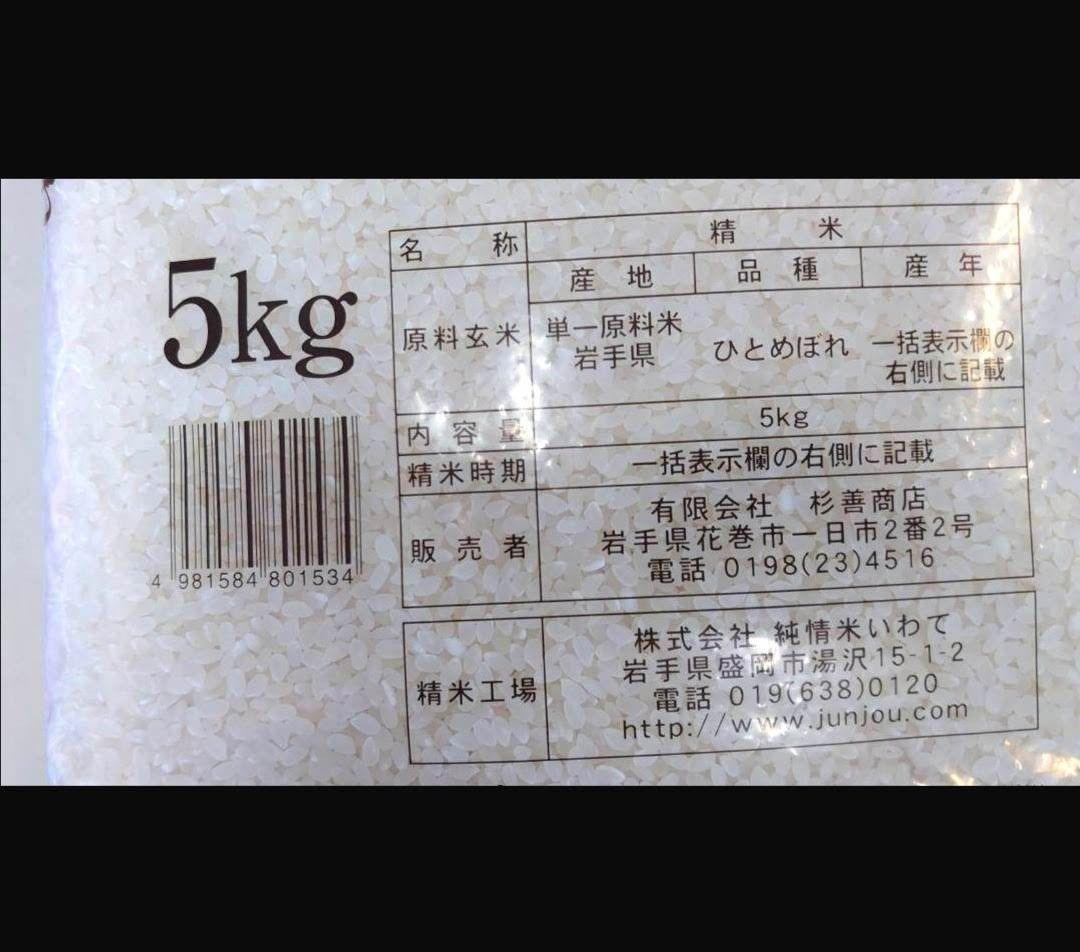 5kg
4 981584 801534
名称 精米
産地 品種 産年
原料玄米 単一原料米 ひとめぼれ 一括表示欄の
岩手県 右側に記載
内容量 5kg
精米時期 一括表示欄の右側に記載
販売者 有限会社 杉善商店
岩手県花巻市一日市2番2号
電話 0198(23)4516
精米工場 株式会社 純情米いわて
岩手県盛岡市湯沢15-1-2
電話 019(638)0120
http://www.junjou.com